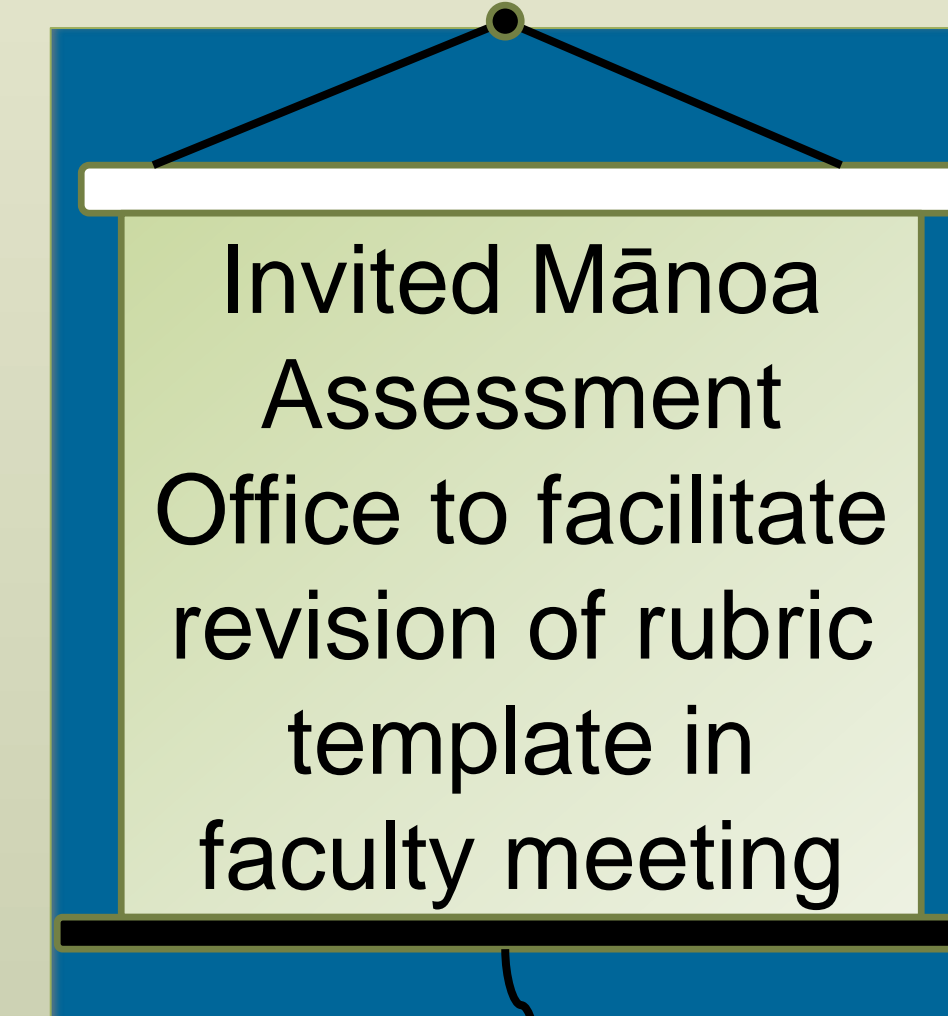 Invited Mānoa
Assessment
Office to facilitate
revision of rubric
template in
faculty meeting